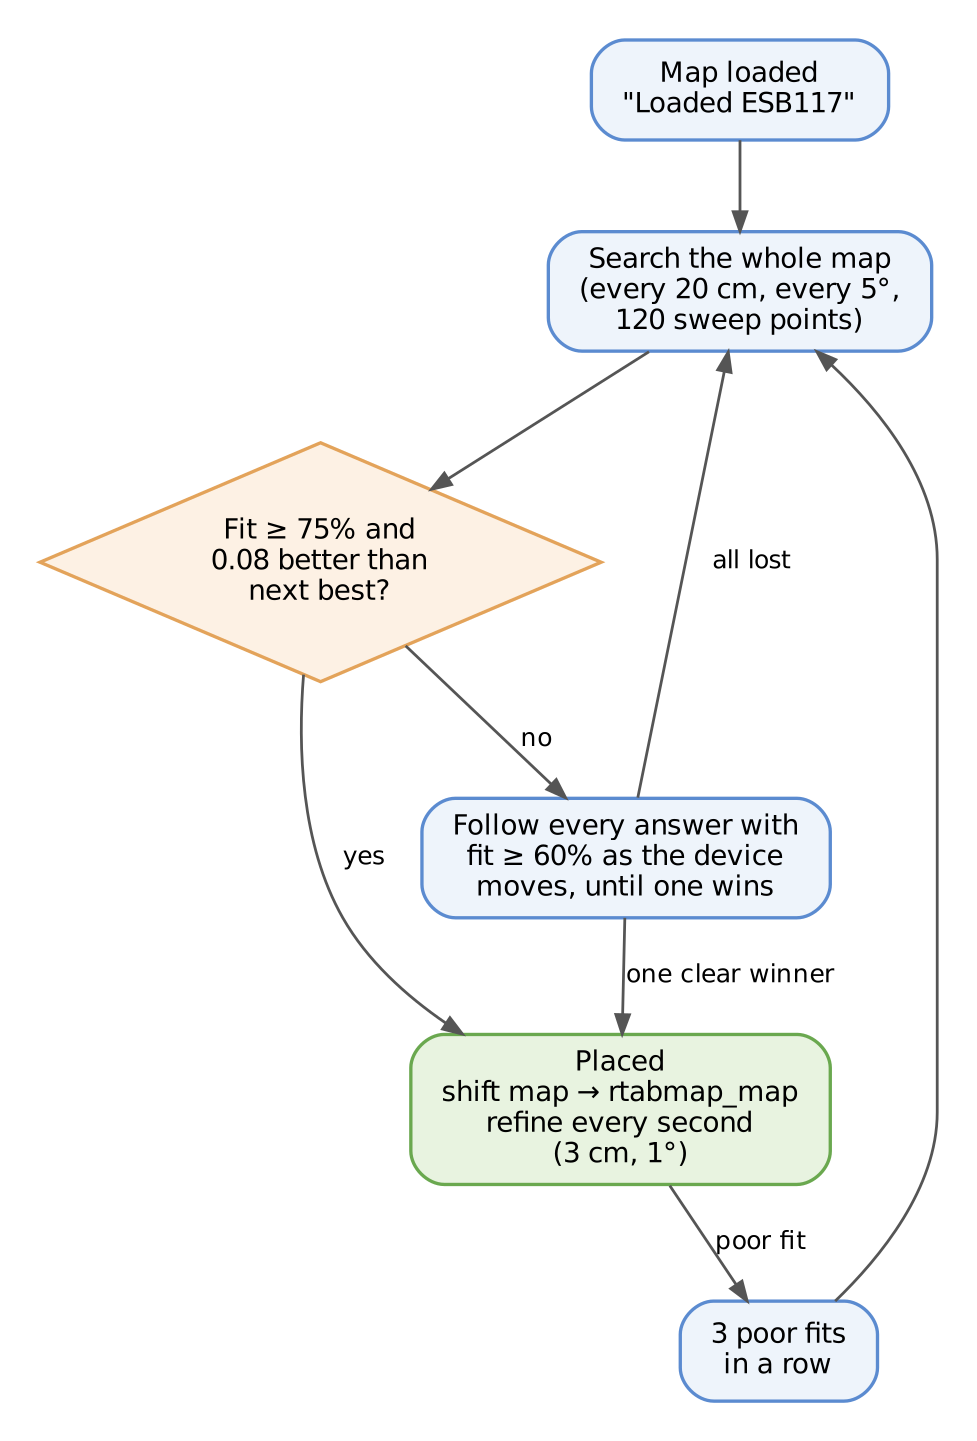 Map loaded
"Loaded ESB117"
Search the whole map
(every 20 cm, every 5°,
120 sweep points)
Fit ≥ 75% and
0.08 better than
next best?
all lost
no
yes
Follow every answer with
fit ≥ 60% as the device
moves, until one wins
one clear winner
Placed
shift map → rtabmap_map
refine every second
(3 cm, 1°)
poor fit
3 poor fits
in a row